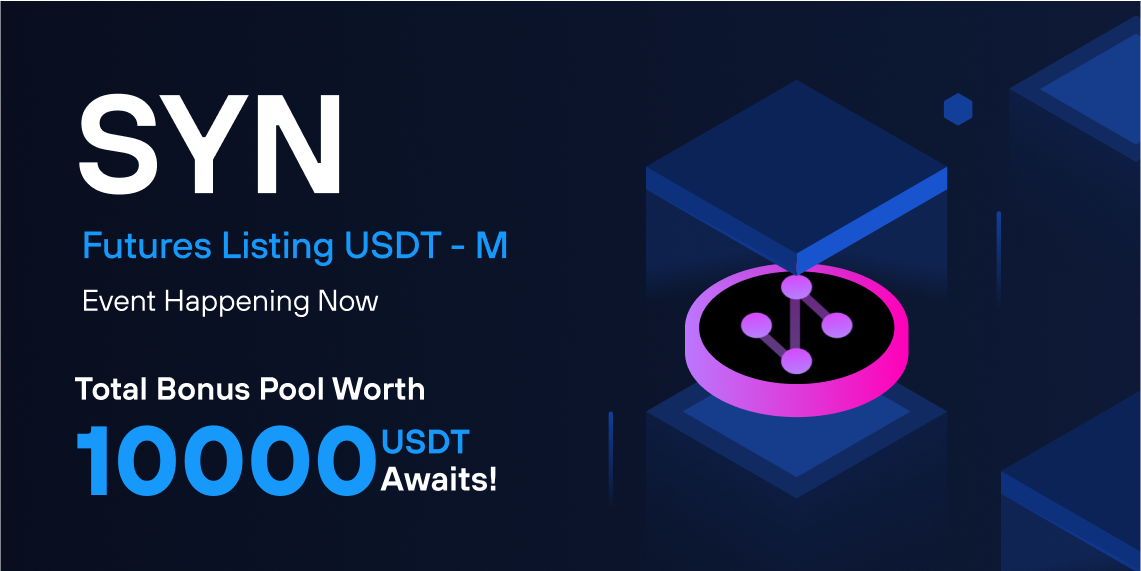 SYN
Futures Listing USDT - M
Event Happening Now
Total Bonus Pool Worth
10000 USDT
Awaits!